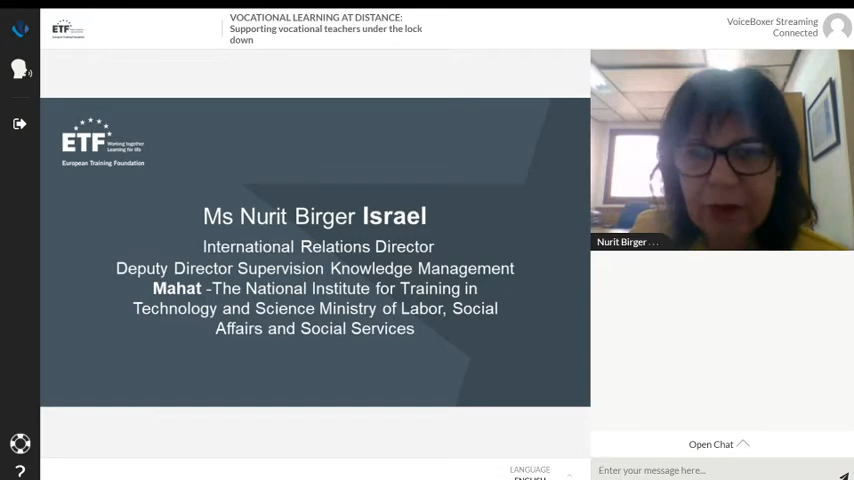 ETF
VOCATIONAL LEARNING AT DISTANCE:
Supporting vocational teachers under the lock
down
VoiceBoxer Streaming
Connected
ETF
Working together
Learning for life
European Training Foundation
Ms Nurit Birger Israel
International Relations Director
Deputy Director Supervision Knowledge Management
Mahat -The National Institute for Training in
Technology and Science Ministry of Labor, Social
Affairs and Social Services
Nurit Birger ...
Open Chat
Enter your message here...
LANGUAGE
ENGLISH
?